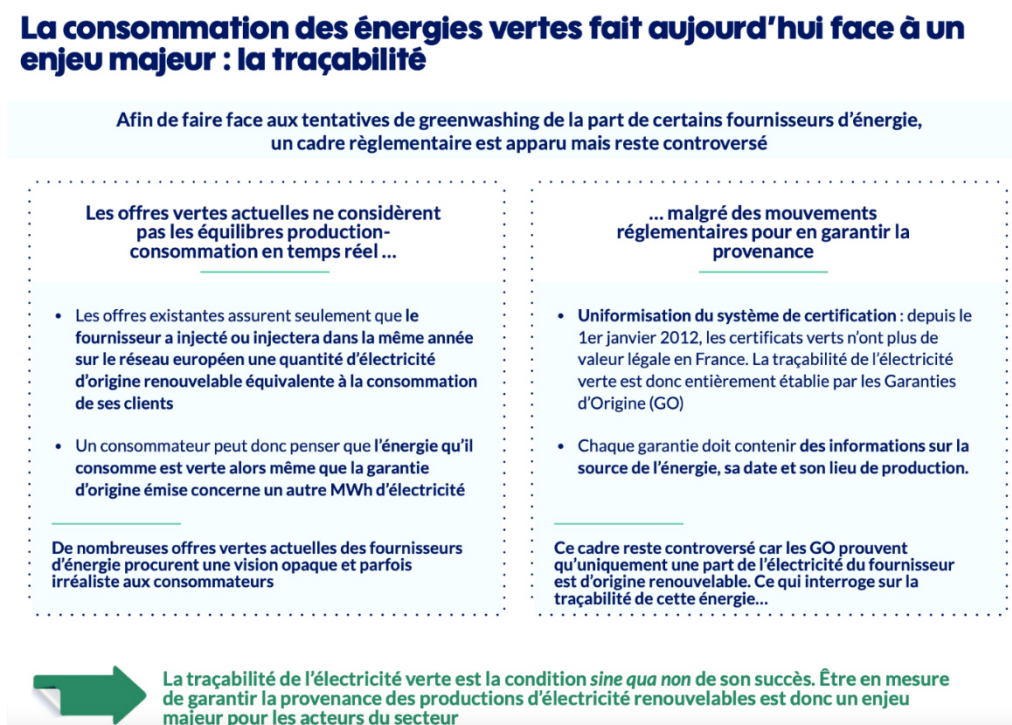 La consommation des énergies vertes fait aujourd'hui face à un
enjeu majeur : la traçabilité
Afin de faire face aux tentatives de greenwashing de la part de certains fournisseurs d'énergie,
un cadre règlementaire est apparu mais reste controversé
Les offres vertes actuelles ne considèrent
pas les équilibres production-
consommation en temps réel ...
• Les offres existantes assurent seulement que le
fournisseur a injecté ou injectera dans la même année
sur le réseau européen une quantité d'électricité
d'origine renouvelable équivalente à la consommation
de ses clients
• Un consommateur peut donc penser que l'énergie qu'il
consomme est verte alors même que la garantie
d'origine émise concerne un autre MWh d'électricité
De nombreuses offres vertes actuelles des fournisseurs
d'énergie procurent une vision opaque et parfois
irréaliste aux consommateurs
... malgré des mouvements
réglementaires pour en garantir la
provenance
• Uniformisation du système de certification : depuis le
1er janvier 2012, les certificats verts n'ont plus de
valeur légale en France. La traçabilité de l'électricité
verte est donc entièrement établie par les Garanties
d'Origine (GO)
• Chaque garantie doit contenir des informations sur la
source de l'énergie, sa date et son lieu de production.
Ce cadre reste controversé car les GO prouvent
qu'uniquement une part de l'électricité du fournisseur
est d'origine renouvelable. Ce qui interroge sur la
traçabilité de cette énergie...
La traçabilité de l'électricité verte est la condition sine qua non de son succès. Être en mesure
de garantir la provenance des productions d'électricité renouvelables est donc un enjeu
majeur pour les acteurs du secteur